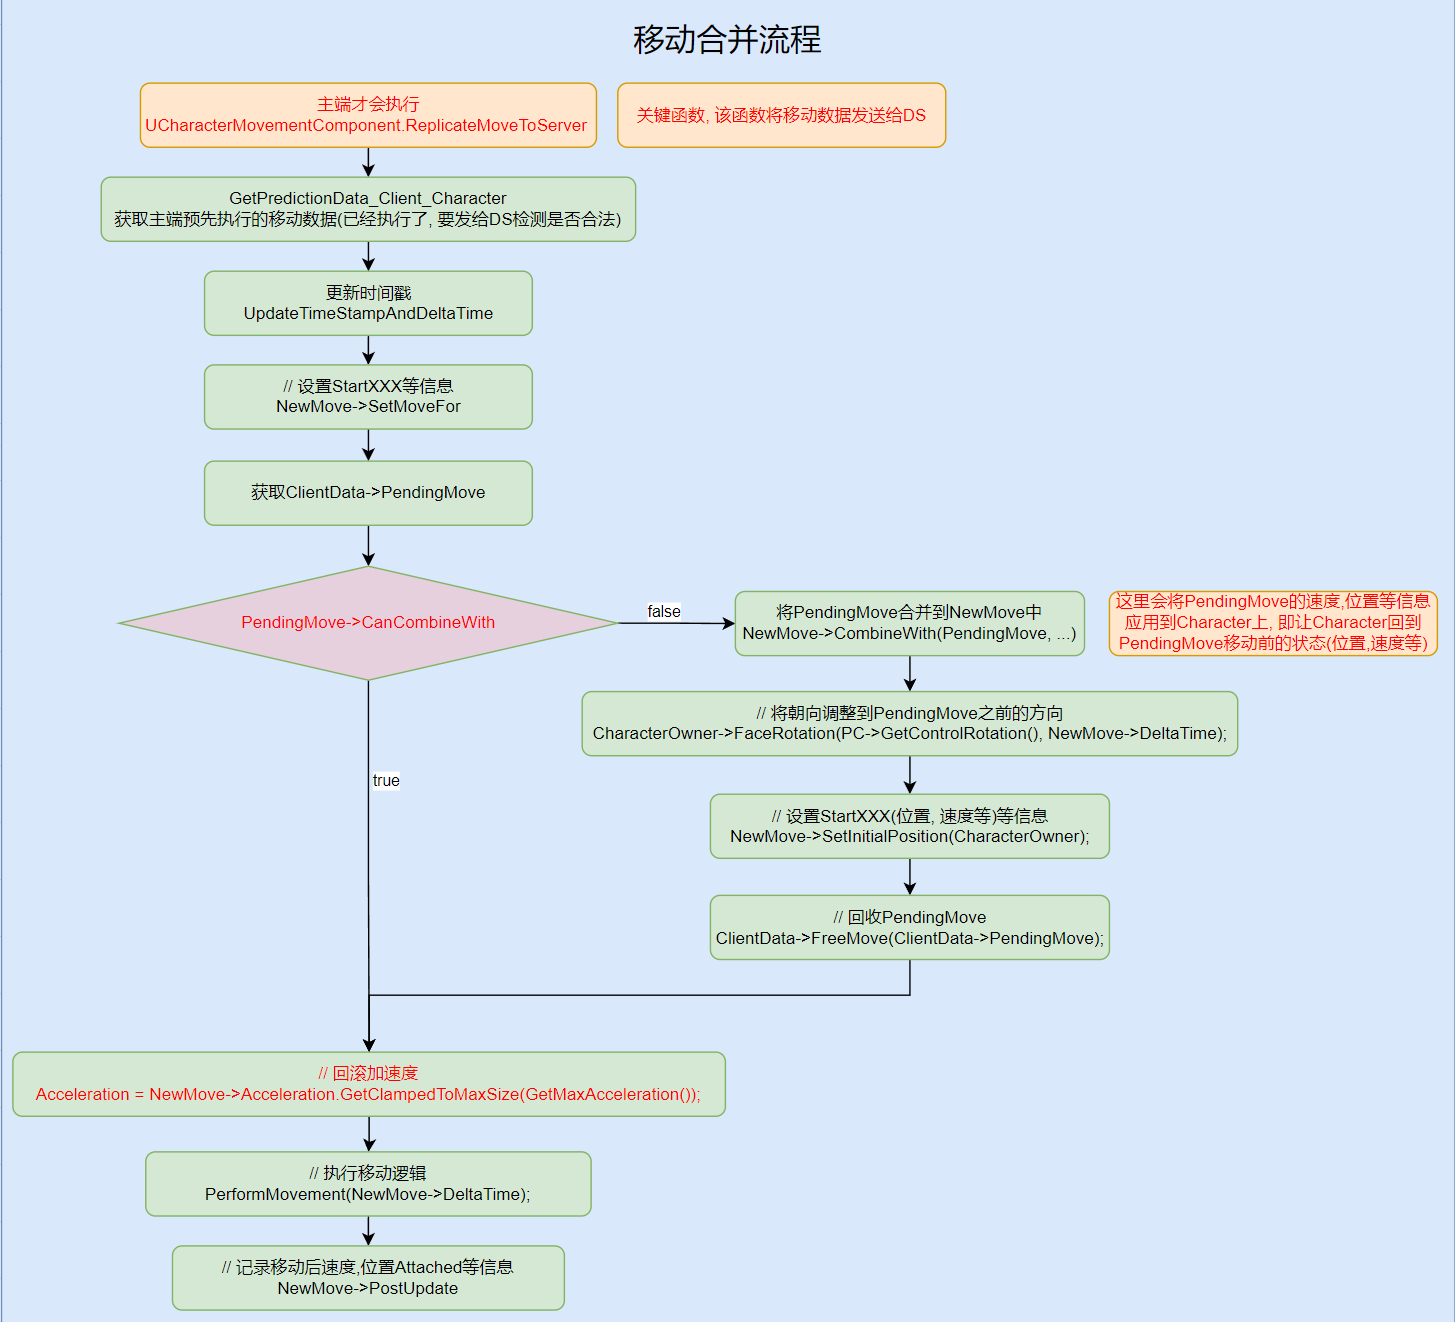 移动合并流程
主端才会执行
UCharacterMovementComponent.ReplicateMoveToServer
关键函数, 该函数将移动数据发送给DS
GetPredictionData_Client_Character
获取主端预先执行的移动数据(已经执行了, 要发给DS检测是否合法)
更新时间戳
UpdateTimeStampAndDeltaTime
// 设置StartXXX等信息
NewMove->SetMoveFor
获取ClientData->PendingMove
PendingMove->CanCombineWith
false
将PendingMove合并到NewMove中
NewMove->CombineWith(PendingMove, ...)
这里会将PendingMove的速度,位置等信息
应用到Character上, 即让Character回到
PendingMove移动前的状态(位置,速度等)
// 将朝向调整到PendingMove之前的方向
CharacterOwner->FaceRotation(PC->GetControlRotation(), NewMove->DeltaTime);
true
// 设置StartXXX(位置, 速度等)等信息
NewMove->SetInitialPosition(CharacterOwner);
// 回收PendingMove
ClientData->FreeMove(ClientData->PendingMove);
// 回滚加速度
Acceleration = NewMove->Acceleration.GetClampedToMaxSize(GetMaxAcceleration());
// 执行移动逻辑
PerformMovement(NewMove->DeltaTime);
// 记录移动后速度,位置Attached等信息
NewMove->PostUpdate